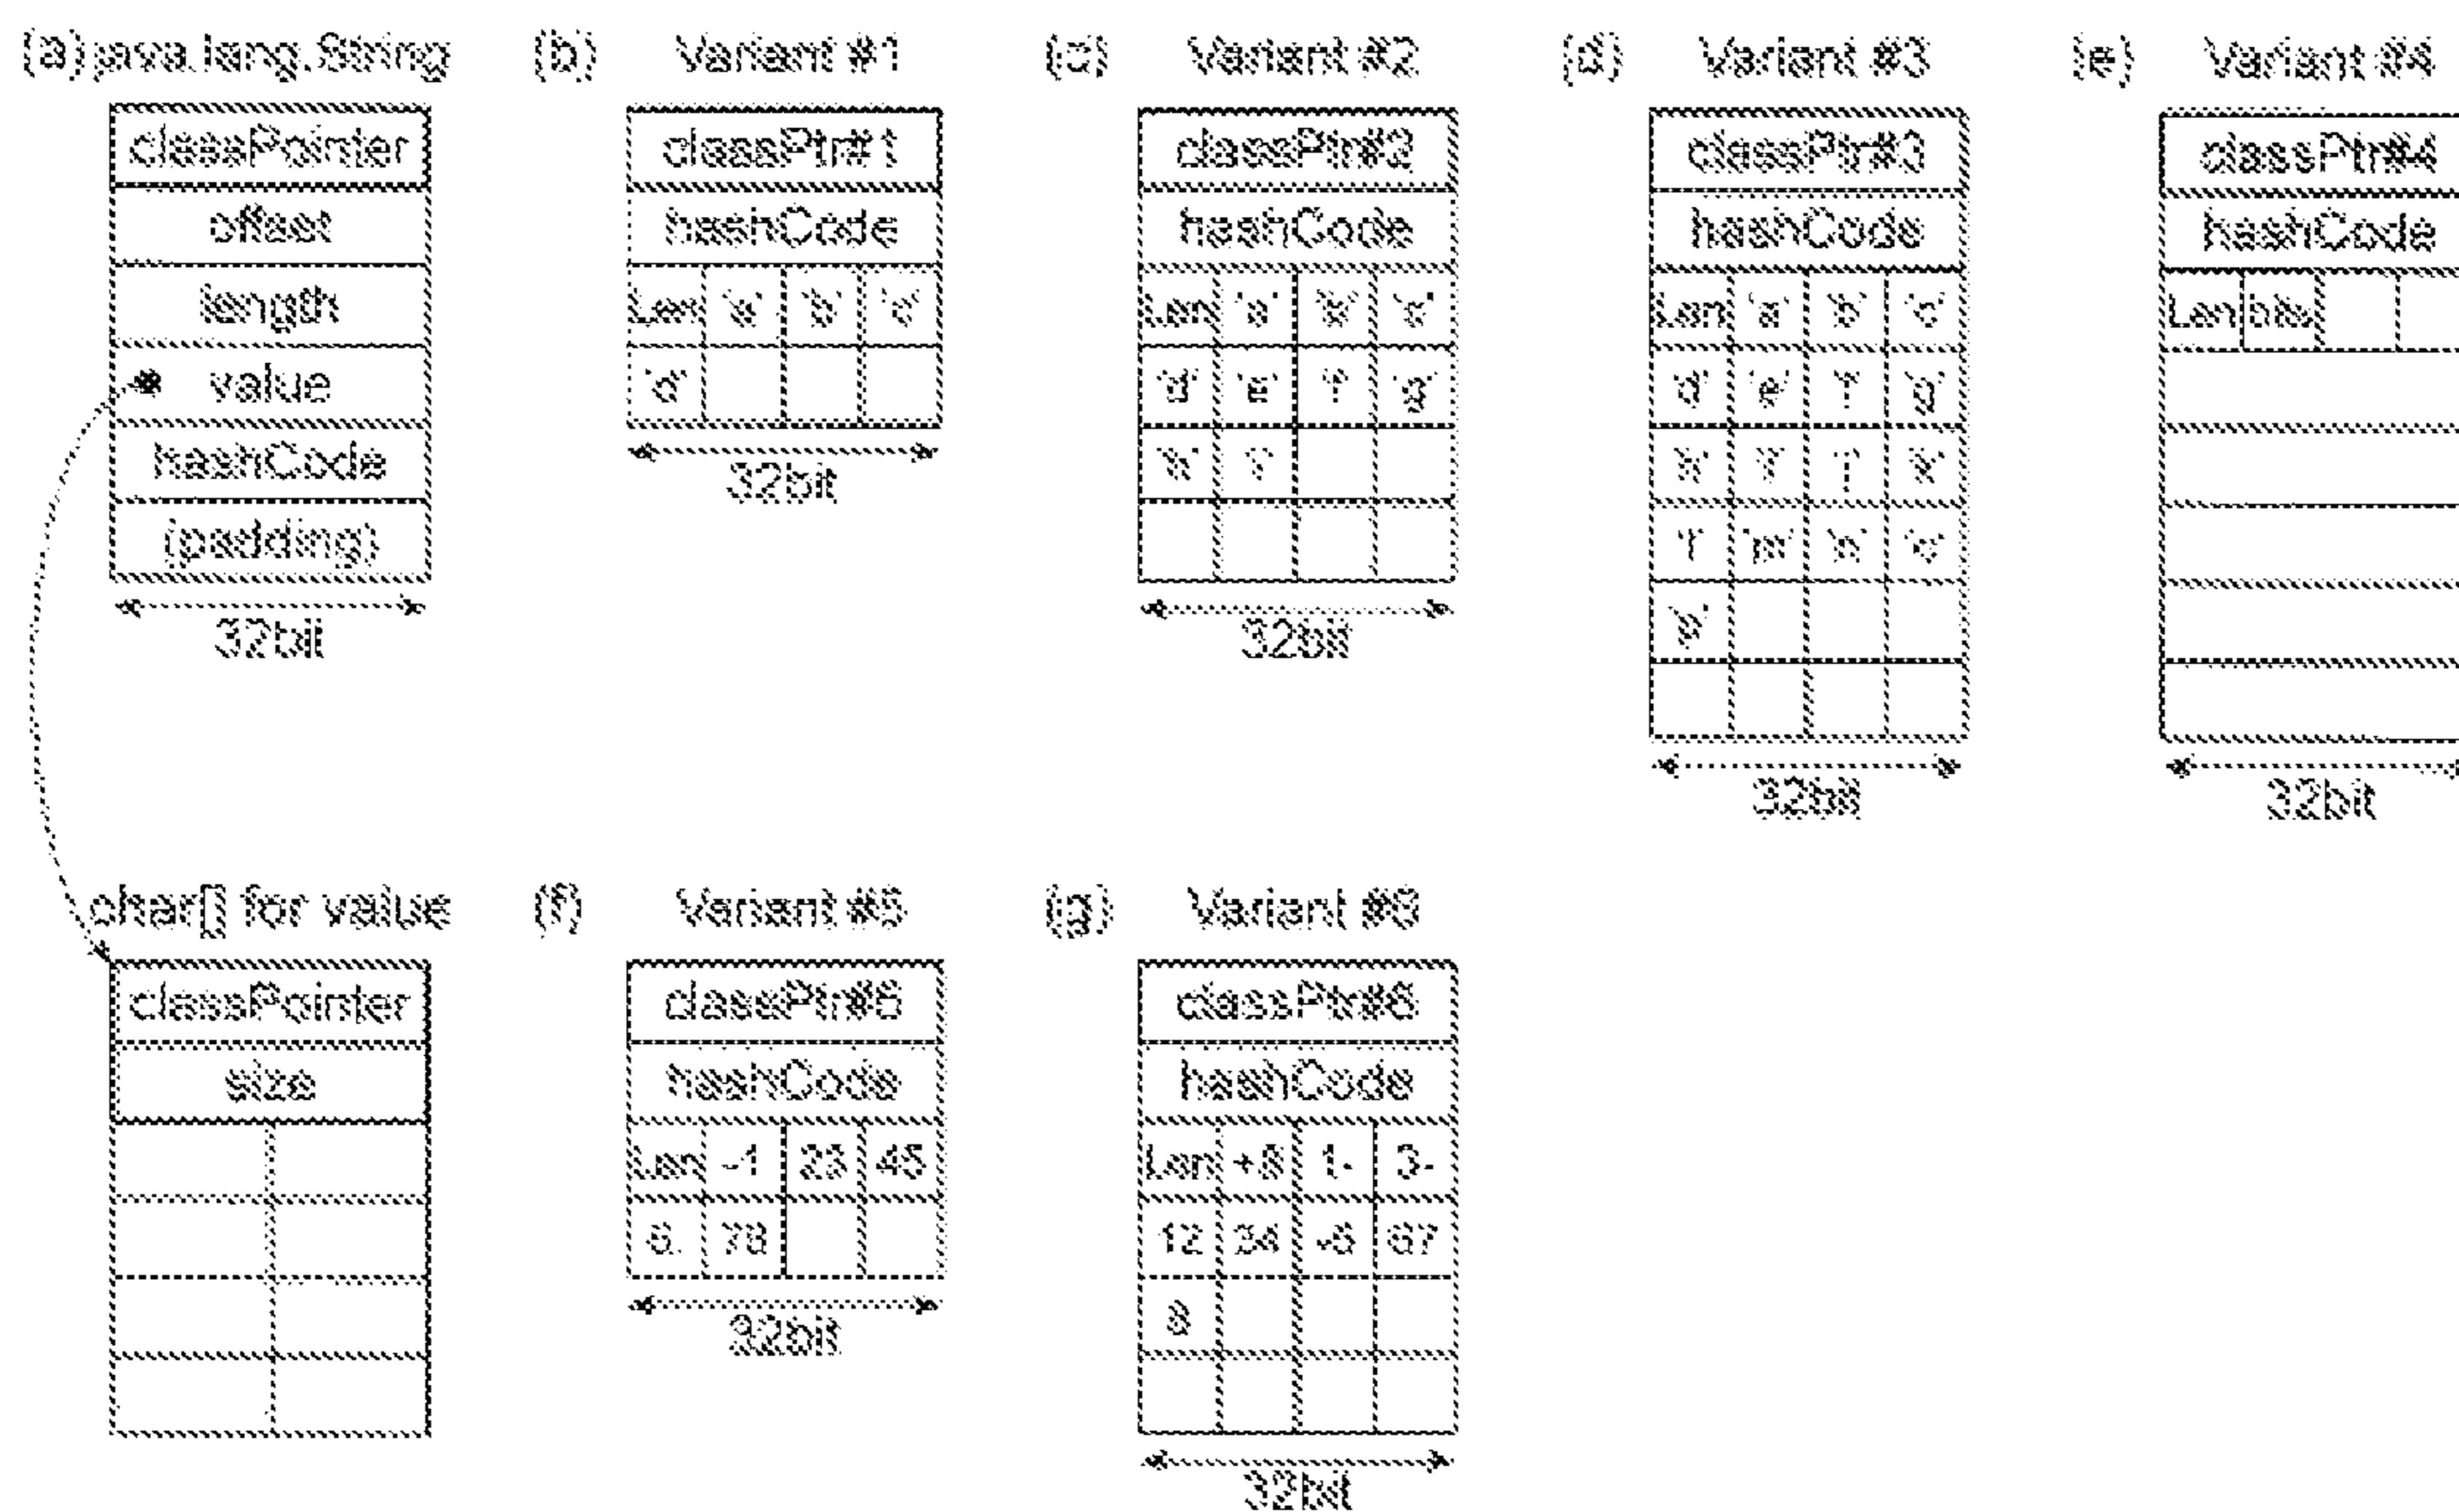 (a) java.lang.String
classPointer
offset
length
value
hashCode
(padding)
32bit
char[] for value
classPointer
size
(b) Variant #1
classPtr#1
hashCode
Len 'a' 'b' 'c'
'd'
32bit
(c) Variant #2
classPtr#2
hashCode
Len 'a' 'b' 'c'
'd' 'e' 'f' 'g'
'h' 'i'
32bit
(d) Variant #3
classPtr#3
hashCode
Len 'a' 'b' 'c'
'd' 'e' 'f' 'g'
'h' 'i' 'j' 'k'
'l' 'm' 'n' 'o'
'p'
32bit
(e) Variant #4
classPtr#4
hashCode
Len bits
32bit
(f) Variant #5
classPtr#5
hashCode
Len -1 23 45
6. 78
32bit
(g) Variant #6
classPtr#6
hashCode
Len +8 1- 3-
12 34 -5 67
8
32bit